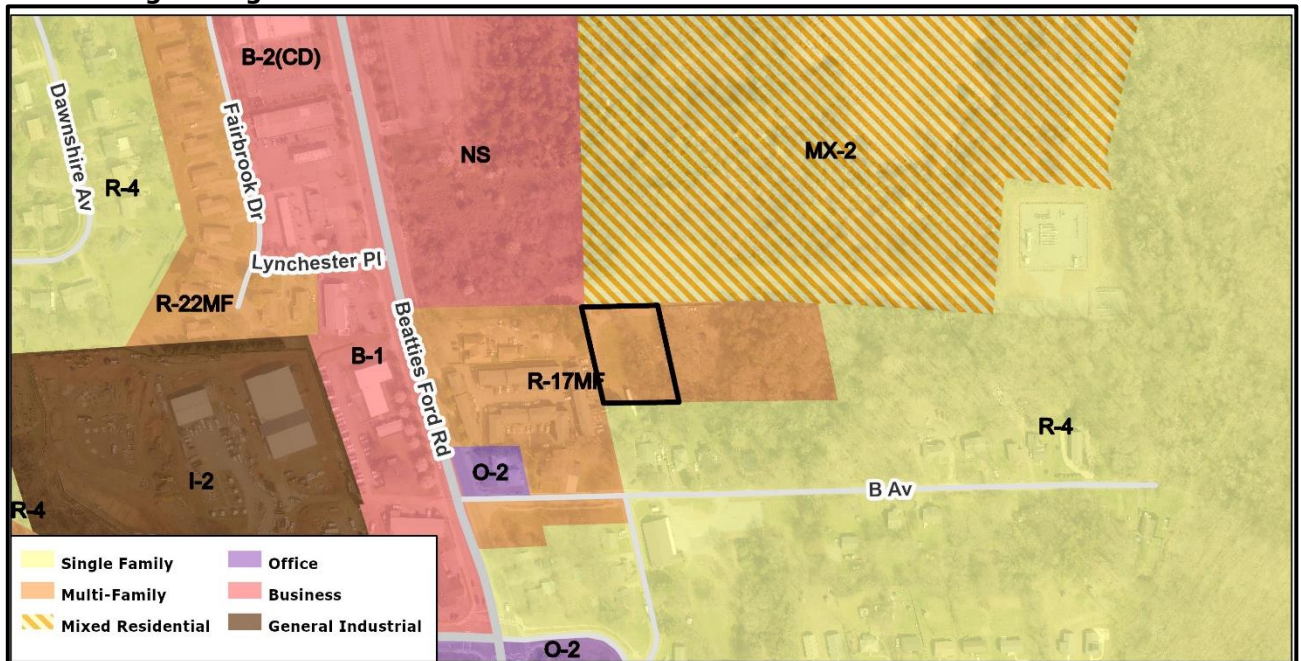 B-2(CD)
Dawnshire Av
Fairbrook Dr
NS
MX-2
R-4
Lynchester Pl
R-22MF
Beatties Ford Rd
B-1
R-17MF
R-4
O-2
I-2
B Av
R-4
Single Family
Office
Multi-Family
Business
Mixed Residential
General Industrial
O-2